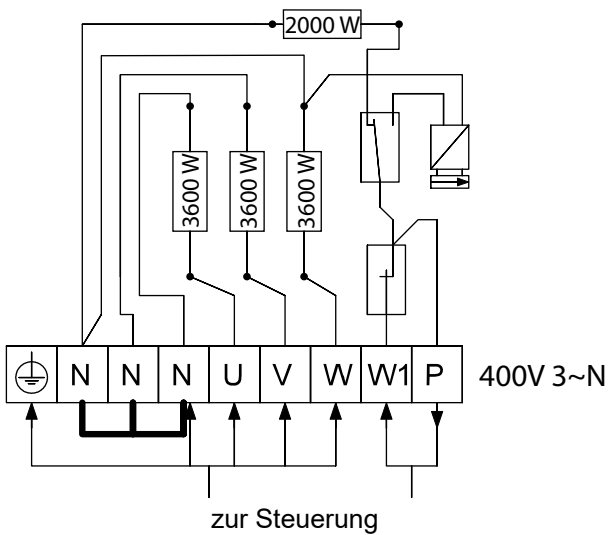 2000 W
3600 W
3600 W
3600 W
N N N U V W W1 P 400V 3~N
zur Steuerung